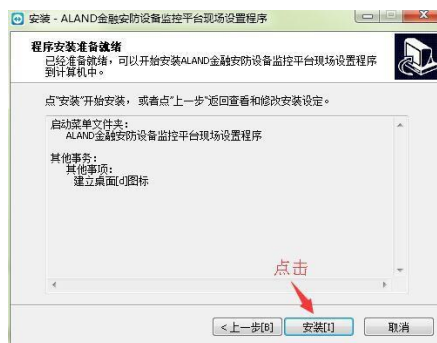 安装 - ALAND金融安防设备监控平台现场设置程序
程序安装准备就绪
已经准备就绪，可以开始安装ALAND金融安防设备监控平台现场设置程序
到计算机中。
点"安装"开始安装，或者点"上一步"返回查看和修改安装设定。
启动菜单文件夹:
ALAND金融安防设备监控平台现场设置程序
其他事务:
其他事项:
建立桌面[d]图标
点击
<上一步[B]
安装[I]
取消